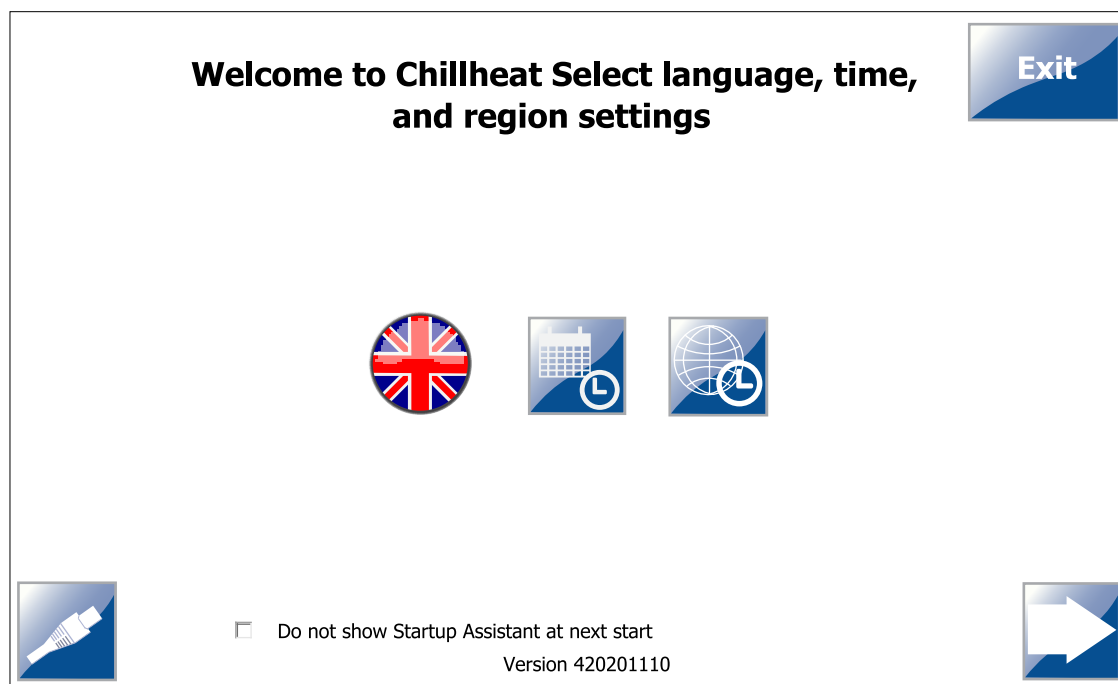 Welcome to Chillheat Select language, time,
and region settings
Exit
Do not show Startup Assistant at next start
Version 420201110